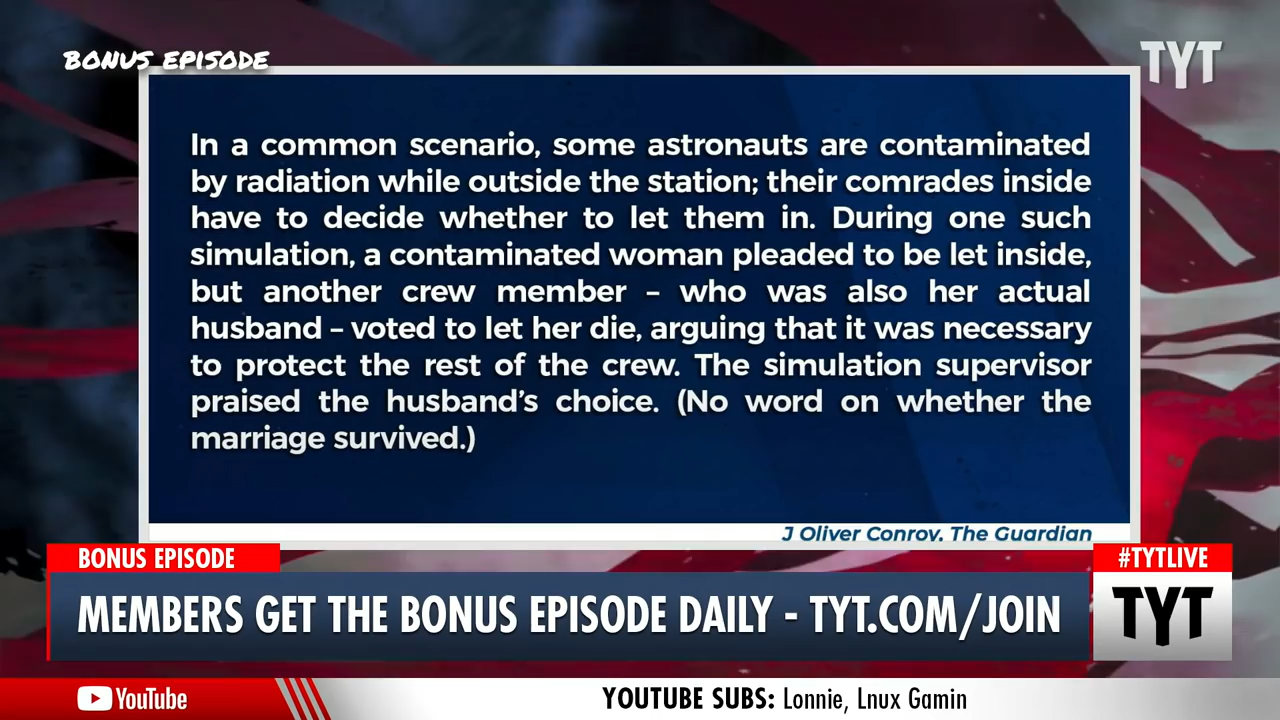 BONUS EPISODE
TYT
In a common scenario, some astronauts are contaminated
by radiation while outside the station; their comrades inside
have to decide whether to let them in. During one such
simulation, a contaminated woman pleaded to be let inside,
but another crew member – who was also her actual
husband – voted to let her die, arguing that it was necessary
to protect the rest of the crew. The simulation supervisor
praised the husband's choice. (No word on whether the
marriage survived.)
J Oliver Conroy, The Guardian
BONUS EPISODE
#TYTLIVE
MEMBERS GET THE BONUS EPISODE DAILY - TYT.COM/JOIN
TYT
YouTube
YOUTUBE SUBS: Lonnie, Lnux Gamin